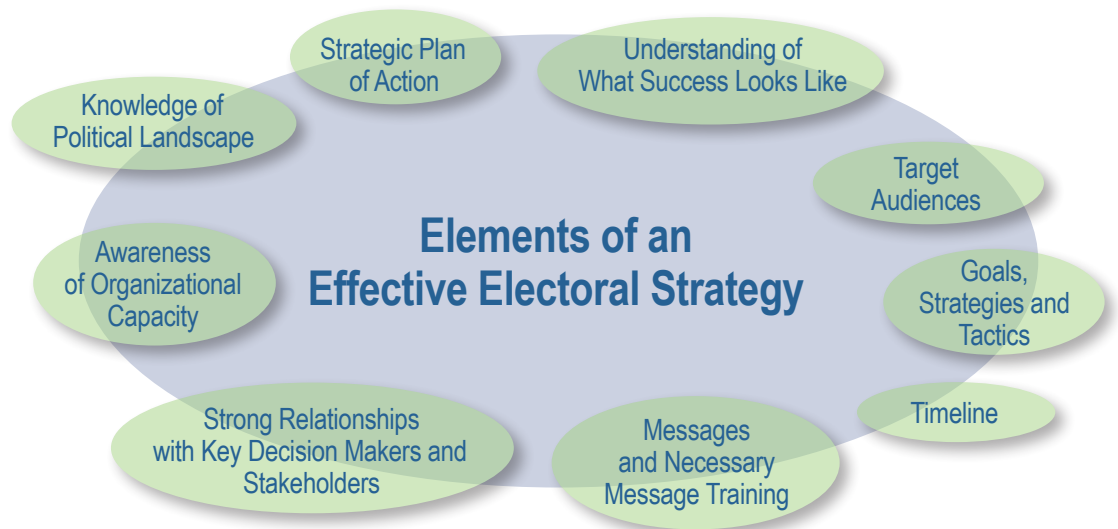 Elements of an
Effective Electoral Strategy
Strategic Plan
of Action
Understanding of
What Success Looks Like
Target
Audiences
Goals,
Strategies and
Tactics
Timeline
Messages
and Necessary
Message Training
Strong Relationships
with Key Decision Makers and
Stakeholders
Awareness
of Organizational
Capacity
Knowledge of
Political Landscape